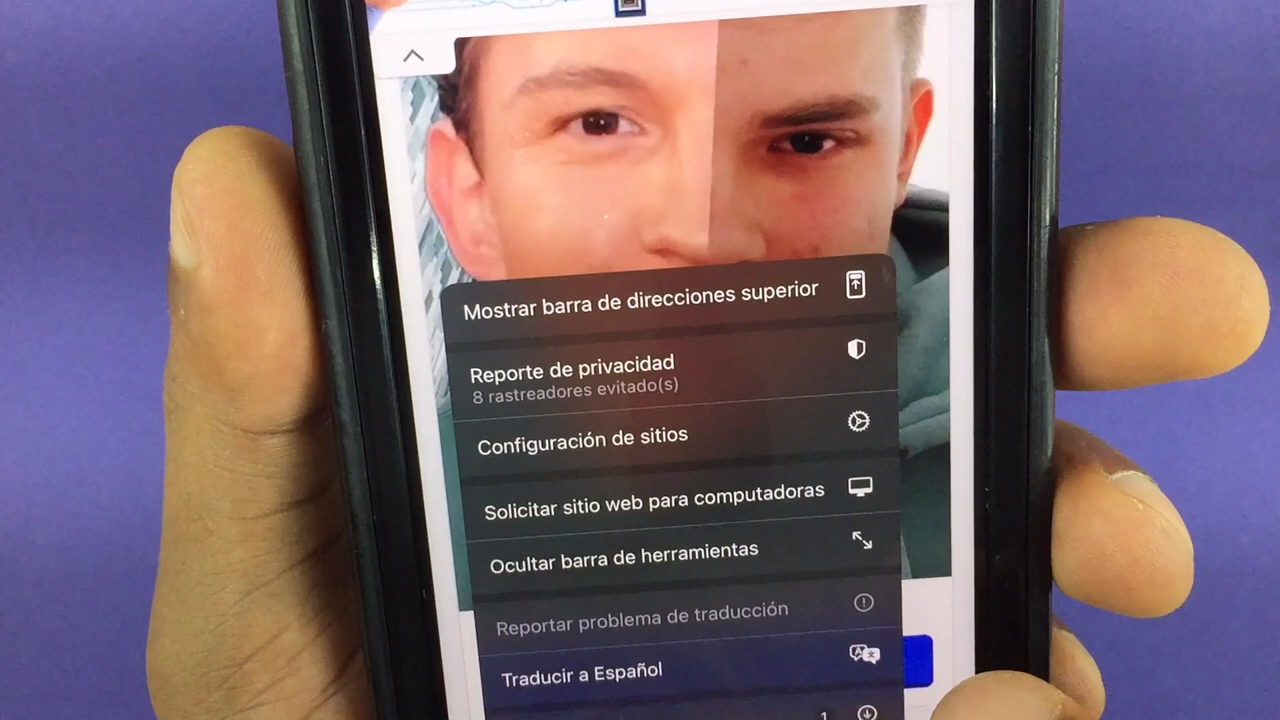 Mostrar barra de direcciones superior
Reporte de privacidad
8 rastreadores evitado(s)
Configuración de sitios
Solicitar sitio web para computadoras
Ocultar barra de herramientas
Reportar problema de traducción
Traducir a Español
1